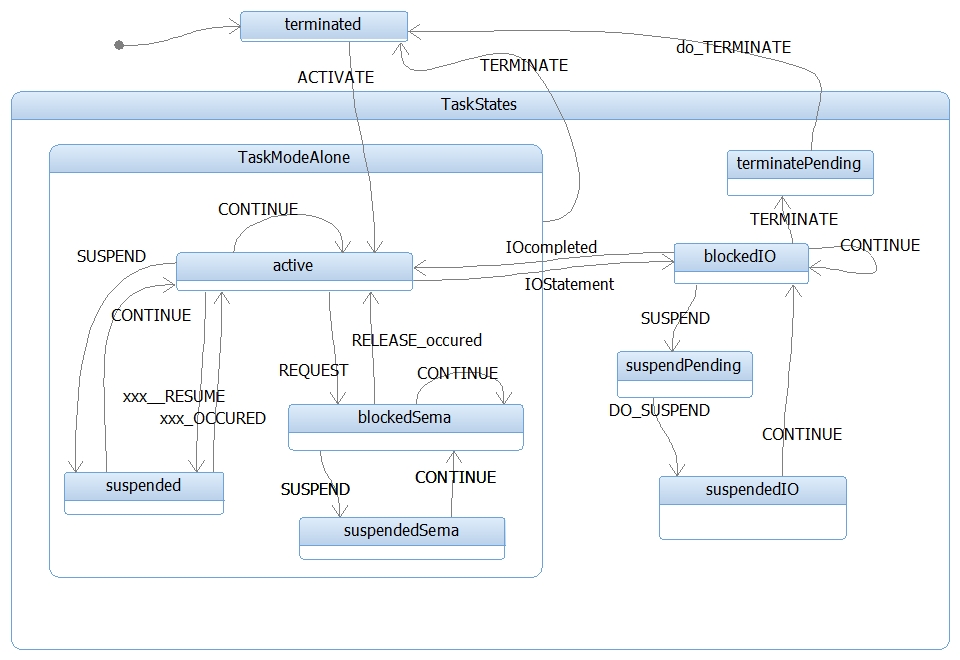 terminated
do_TERMINATE
TERMINATE
ACTIVATE
TaskStates
TaskModeAlone
terminatePending
CONTINUE
TERMINATE
IOcompleted
CONTINUE
SUSPEND
active
blockedIO
IOStatement
CONTINUE
SUSPEND
RELEASE_occured
REQUEST
CONTINUE
suspendPending
xxx__RESUME
xxx_OCCURED
blockedSema
DO_SUSPEND
CONTINUE
CONTINUE
suspended
SUSPEND
suspendedIO
suspendedSema